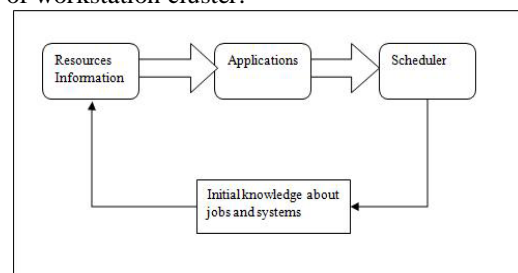 of workstation cluster.
Resources
Information
Applications
Scheduler
Initial knowledge about
jobs and systems